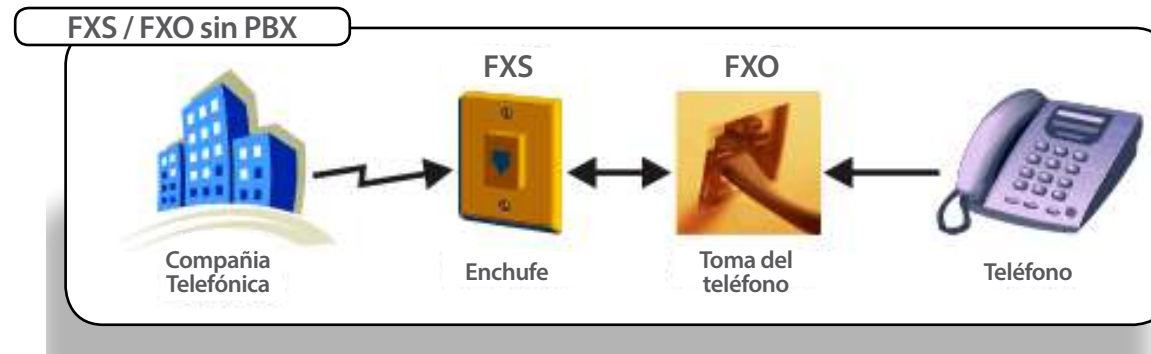 FXS / FXO sin PBX
FXS
FXO
Compañia
Telefónica
Enchufe
Toma del
teléfono
Teléfono